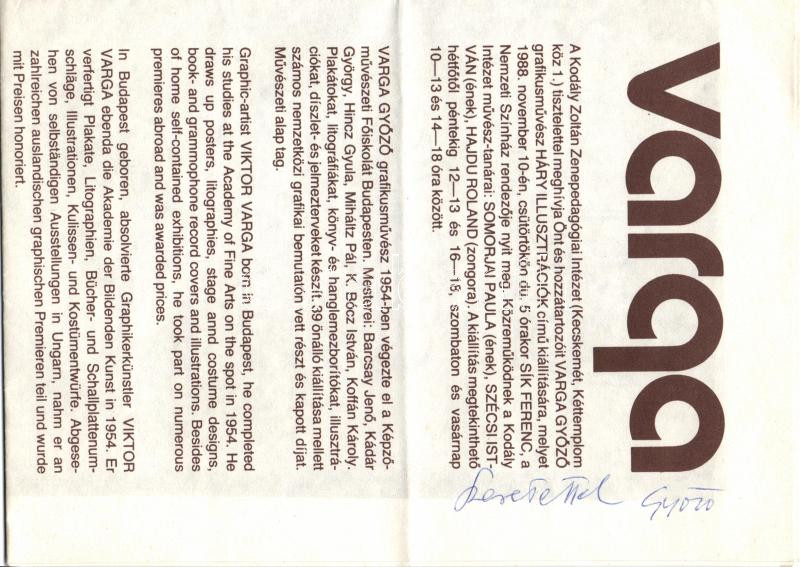 varga
A Kodály Zoltán Zenepedagógiai Intézet (Kecskemét, Kéttemplom
köz 1.) tisztelettel meghívja Önt és hozzátartozóit VARGA GYŐZŐ
grafikusművész HÁRY ILLUSZTRÁCIÓK című kiállítására, melyet
1988. november 10-én, csütörtökön du. 5 órakor SÍK FERENC, a
Nemzeti Színház rendezője nyit meg. Közreműködnek a Kodály
Intézet művész-tanárai: SOMORJAI PAULA (ének), SZÉCSI IST-
VÁN (ének), HAJDU ROLAND (zongora). A kiállítás megtekinthető
hétfőtől péntekig 12—13 és 16—18, szombaton és vasárnap
10—13 és 14—18 óra között.
Szeretettel Győző
VARGA GYŐZŐ grafikusművész 1954-ben végezte el a Képző-
művészeti Főiskolát Budapesten. Mesterei: Barcsay Jenő, Kádár
György, Hincz Gyula, Miháltz Pál, K. Bócz István, Koffán Károly.
Plakátokat, litográfiákat, könyv- és hanglemezborítókat, illusztrá-
ciókat, díszlet- és jelmezterveket készít. 39 önálló kiállítása mellett
számos nemzetközi grafikai bemutatón vett részt és kapott díjat.
Művészeti alap tag.
Graphic-artist VIKTOR VARGA born in Budapest, he completed
his studies at the Academy of Fine Arts on the spot in 1954. He
draws up posters, litographies, stage annd costume designs,
book- and grammophone record covers and illustrations. Besides
of home self-contained exhibitions, he took part on numerous
premieres abroad and was awarded prices.
In Budapest geboren, absolvierte Graphikerkünstler VIKTOR
VARGA ebenda die Akademie der Bildenden Kunst in 1954. Er
verfertigt Plakate, Litographien, Bücher- und Schallplattenum-
schläge, Illustrationen, Kulissen- und Kostümentwürfe. Abgese-
hen von selbständigen Ausstellungen in Ungarn, nahm er an
zahlreichen auslandischen graphischen Premieren teil und wurde
mit Preisen honoriert.